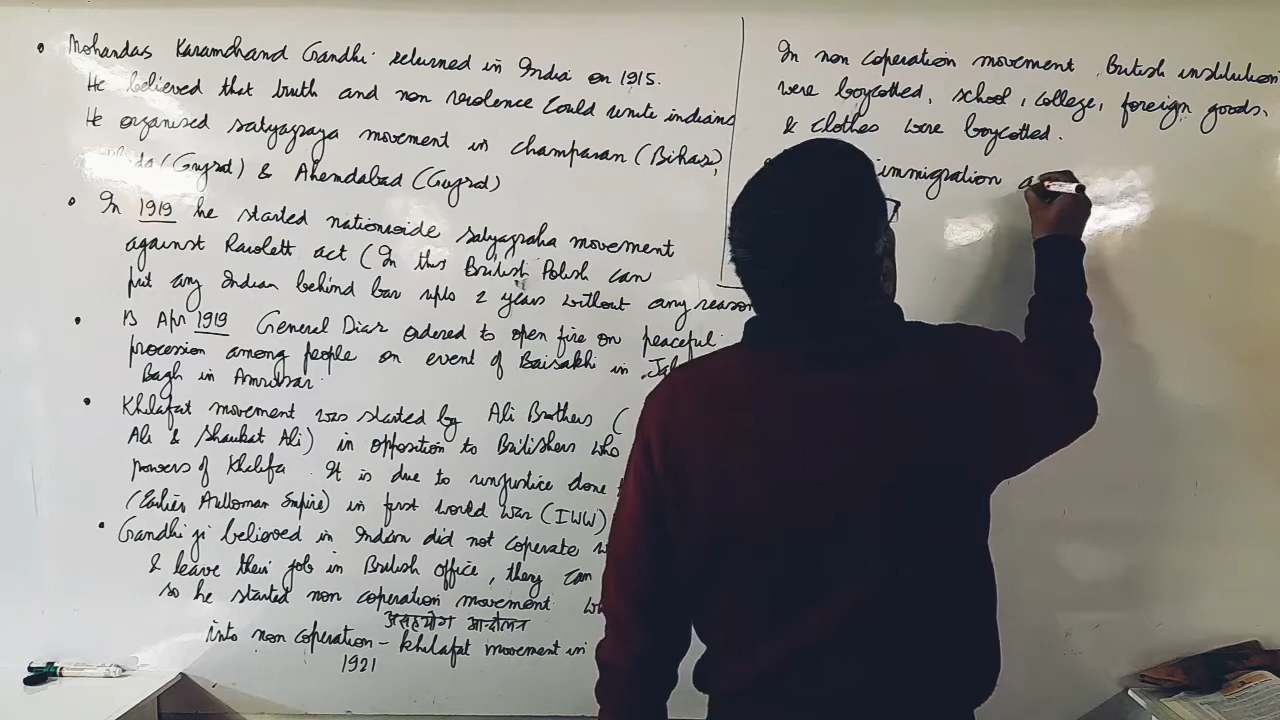 • Mohandas Karamchand Gandhi returned in India on 1915.
He believed that truth and non violence could unite indians
He organised satyagraya movement in champaran (Bihar),
(Gujrat) & Ahemdabad (Gujrat)
• In 1919 he started nationwide satyagraha movement
against Rawlett act (In this British Polish can
put any Indian behind bar upto 2 years without any reason
• 13 Apr 1919 General Diar ordered to open fire on peaceful
procession among people on event of Baisakhi in
Bagh in Amritsar.
• Khilafat movement was started by Ali Brothers (
Ali & Shaukat Ali) in opposition to Britishers who
powers of Khalifa. It is due to unjustice done
(Earlier Aultoman Empire) in first world war (IWW)
• Gandhi ji believed in Indian did not coperate
& leave their job in British office, they can
so he started non coperation movement
असहयोग आन्दोलन
into non coperation - khilafat movement in
1921
In non coperation movement, British institution
were boycotted, school, college, foreign goods,
& clothes were boycotted.
immigration